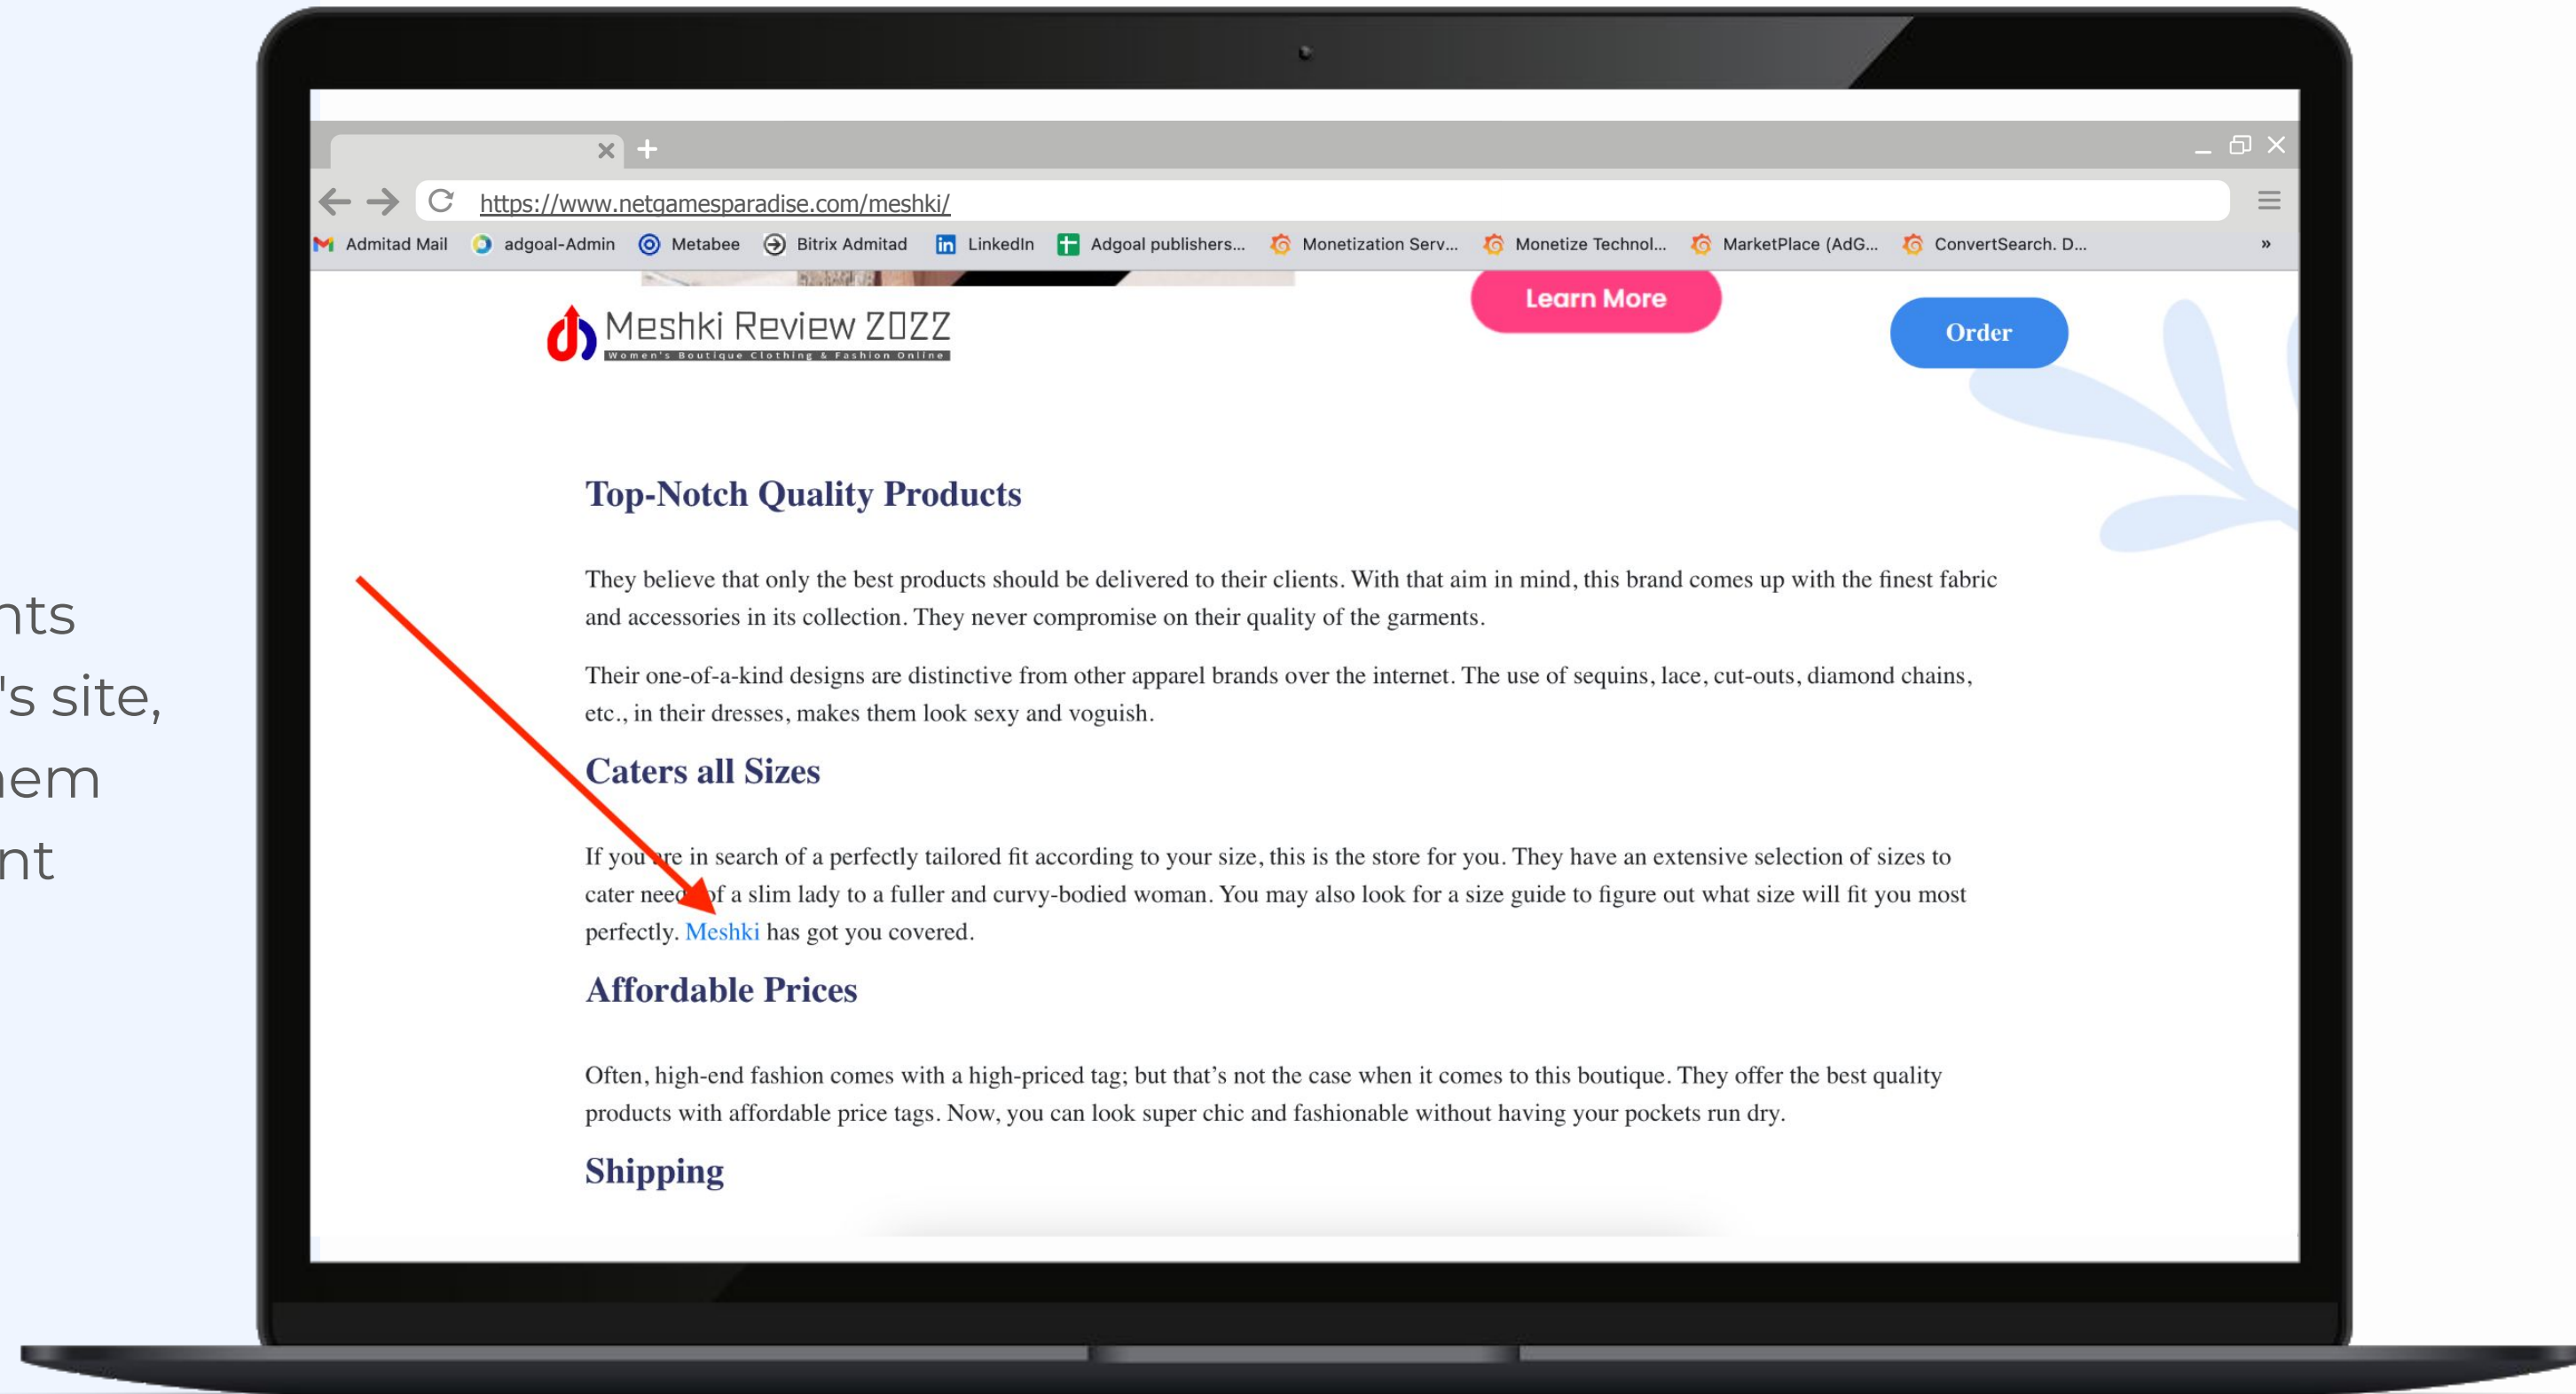 https://www.netgamesparadise.com/meshki/
Admitad Mail adgoal-Admin Metabee Bitrix Admitad LinkedIn Adgoal publishers... Monetization Serv... Monetize Technol... MarketPlace (AdG... ConvertSearch. D... »
Learn More
Meshki Review 2022
Women's Boutique Clothing & Fashion Online
Order
Top-Notch Quality Products
They believe that only the best products should be delivered to their clients. With that aim in mind, this brand comes up with the finest fabric
and accessories in its collection. They never compromise on their quality of the garments.
Their one-of-a-kind designs are distinctive from other apparel brands over the internet. The use of sequins, lace, cut-outs, diamond chains,
etc., in their dresses, makes them look sexy and voguish.
Caters all Sizes
If you are in search of a perfectly tailored fit according to your size, this is the store for you. They have an extensive selection of sizes to
cater needs of a slim lady to a fuller and curvy-bodied woman. You may also look for a size guide to figure out what size will fit you most
perfectly. Meshki has got you covered.
Affordable Prices
Often, high-end fashion comes with a high-priced tag; but that's not the case when it comes to this boutique. They offer the best quality
products with affordable price tags. Now, you can look super chic and fashionable without having your pockets run dry.
Shipping
nts
's site,
nem
nt